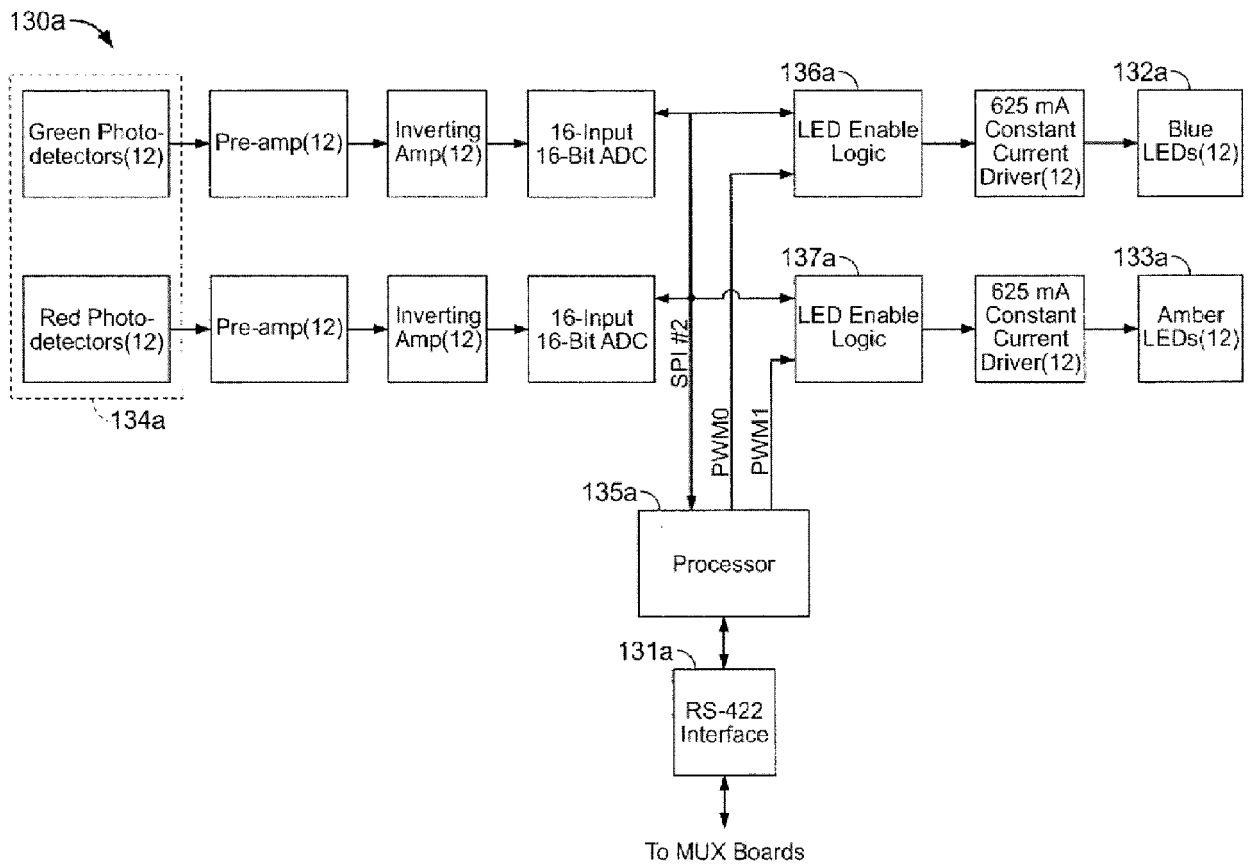 130a
136a
132a
Green Photo-
detectors(12)
Pre-amp(12)
Inverting
Amp(12)
16-Input
16-Bit ADC
LED Enable
Logic
625 mA
Constant
Current
Driver(12)
Blue
LEDs(12)
137a
133a
Red Photo-
detectors(12)
Pre-amp(12)
Inverting
Amp(12)
16-Input
16-Bit ADC
LED Enable
Logic
625 mA
Constant
Current
Driver(12)
Amber
LEDs(12)
134a
SPI #2
PWM0
PWM1
135a
Processor
131a
RS-422
Interface
To MUX Boards